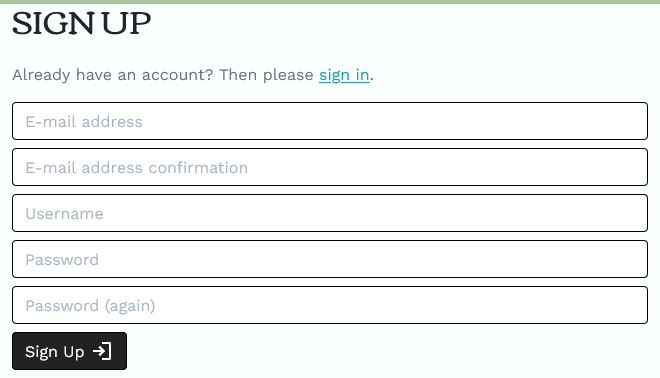 SIGN UP
Already have an account? Then please sign in.
E-mail address
E-mail address confirmation
Username
Password
Password (again)
Sign Up